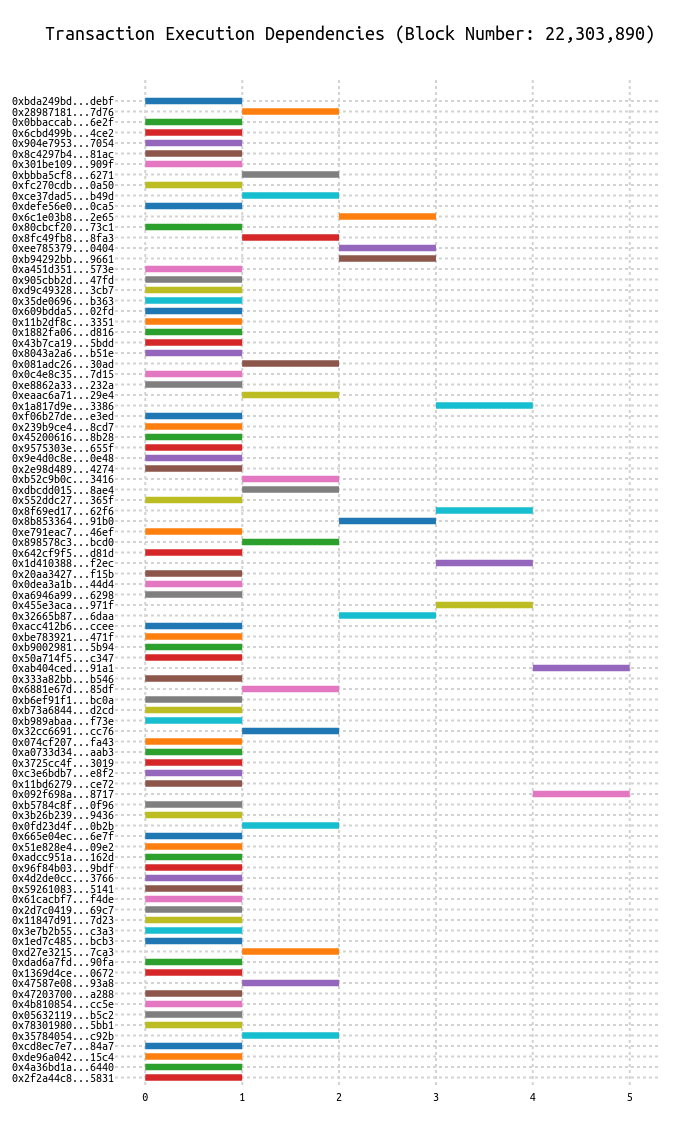 Transaction Execution Dependencies (Block Number: 22,303,890)
0xbda249bd...debf
0x28987181...7d76
0x0bbaccab...6e2f
0x6cbd499b...4ce2
0x904e7953...7054
0x8c4297b4...81ac
0x301be109...909f
0xbbba5cf8...6271
0xfc270cdb...0a50
0xce37dad5...b49d
0xdefe56e0...0ca5
0x6c1e03b8...2e65
0x80cbcf20...73c1
0x8fc49fb8...8fa3
0xee785379...0404
0xb94292bb...9661
0xa451d351...573e
0x905cbb2d...47fd
0xd9c49328...3cb7
0x35de0696...b363
0x609bdda5...02fd
0x11b2df8c...3351
0x1882fa06...d816
0x43b7ca19...5bdd
0x8043a2a6...b51e
0x081adc26...30ad
0x0c4e8c35...7d15
0xe8862a33...232a
0xeaac6a71...29e4
0x1a817d9e...3386
0xf06b27de...e3ed
0x239b9ce4...8cd7
0x45200616...8b28
0x9575303e...655f
0x9e4d0c8e...0e48
0x2e98d489...4274
0xb52c9b0c...3416
0xdbcdd015...8ae4
0x552ddc27...365f
0x8f69ed17...62f6
0x8b853364...91b0
0xe791eac7...46ef
0x898578c3...bcd0
0x642cf9f5...d81d
0x1d410388...f2ec
0x20aa3427...f15b
0x0dea3a1b...44d4
0xa6946a99...6298
0x455e3aca...971f
0x32665b87...6daa
0xacc412b6...ccee
0xbe783921...471f
0xb9002981...5b94
0x50a714f5...c347
0xab404ced...91a1
0x333a82bb...b546
0x6881e67d...85df
0xb6ef91f1...bc0a
0xb73a6844...d2cd
0xb989abaa...f73e
0x32cc6691...cc76
0x074cf207...fa43
0xa0733d34...aab3
0x3725cc4f...3019
0xc3e6bdb7...e8f2
0x11bd6279...ce72
0x092f698a...8717
0xb5784c8f...0f96
0x3b26b239...9436
0x0fd23d4f...0b2b
0x665e04ec...6e7f
0x51e828e4...09e2
0xadcc951a...162d
0x96f84b03...9bdf
0x4d2de0cc...3766
0x59261083...5141
0x61cacbf7...f4de
0x2d7c0419...69c7
0x11847d91...7d23
0x3e7b2b55...c3a3
0x1ed7c485...bcb3
0xd27e3215...7ca3
0xdad6a7fd...90fa
0x1369d4ce...0672
0x47587e08...93a8
0x47203700...a288
0x4b810854...cc5e
0x05632119...b5c2
0x78301980...5bb1
0x35784054...c92b
0xcd8ec7e7...84a7
0xde96a042...15c4
0x4a36bd1a...6440
0x2f2a44c8...5831
0 1 2 3 4 5